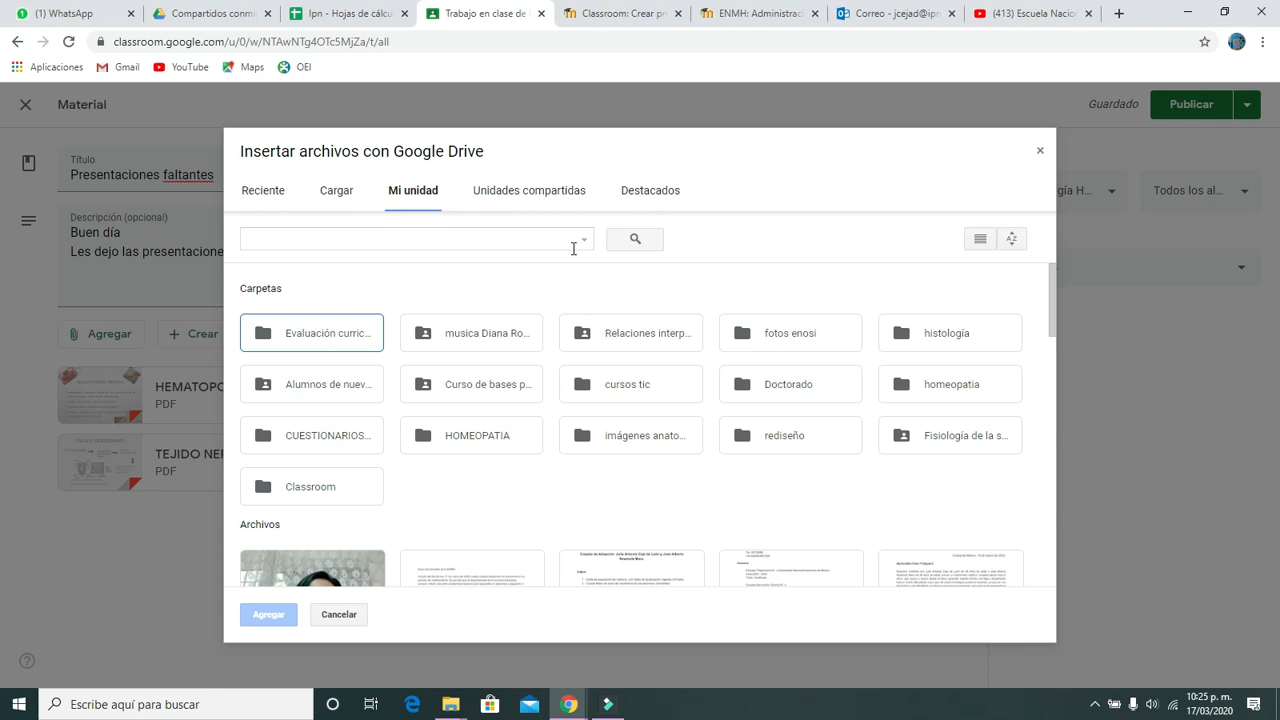 (1) WhatsApp
Compartidos conmi
Ipn - Hojas de cálcu
Trabajo en clase de
Classroom: Crear pr
ENMH: Administrac
Correo - jcejad@ipr
(413) Escuela Nacio
classroom.google.com/u/0/w/NTAwNTg4OTc5MjZa/t/all
Aplicaciones
Gmail
YouTube
Maps
OEI
Material
Guardado
Publicar
Título
Presentaciones faltantes
Descripción (opcional)
Buen día
Les dejo las presentacione
Agregar
Crear
HEMATOPO
PDF
TEJIDO NEI
PDF
ogía H...
Todos los al...
Insertar archivos con Google Drive
Reciente
Cargar
Mi unidad
Unidades compartidas
Destacados
Carpetas
Evaluación curric...
musica Diana Ro...
Relaciones interp...
fotos enosi
histología
Alumnos de nuev...
Curso de bases p...
cursos tic
Doctorado
homeopatia
CUESTIONARIOS...
HOMEOPATIA
imágenes anato...
rediseño
Fisiología de la s...
Classroom
Archivos
Agregar
Cancelar
Escribe aquí para buscar
10:25 p. m.
17/03/2020